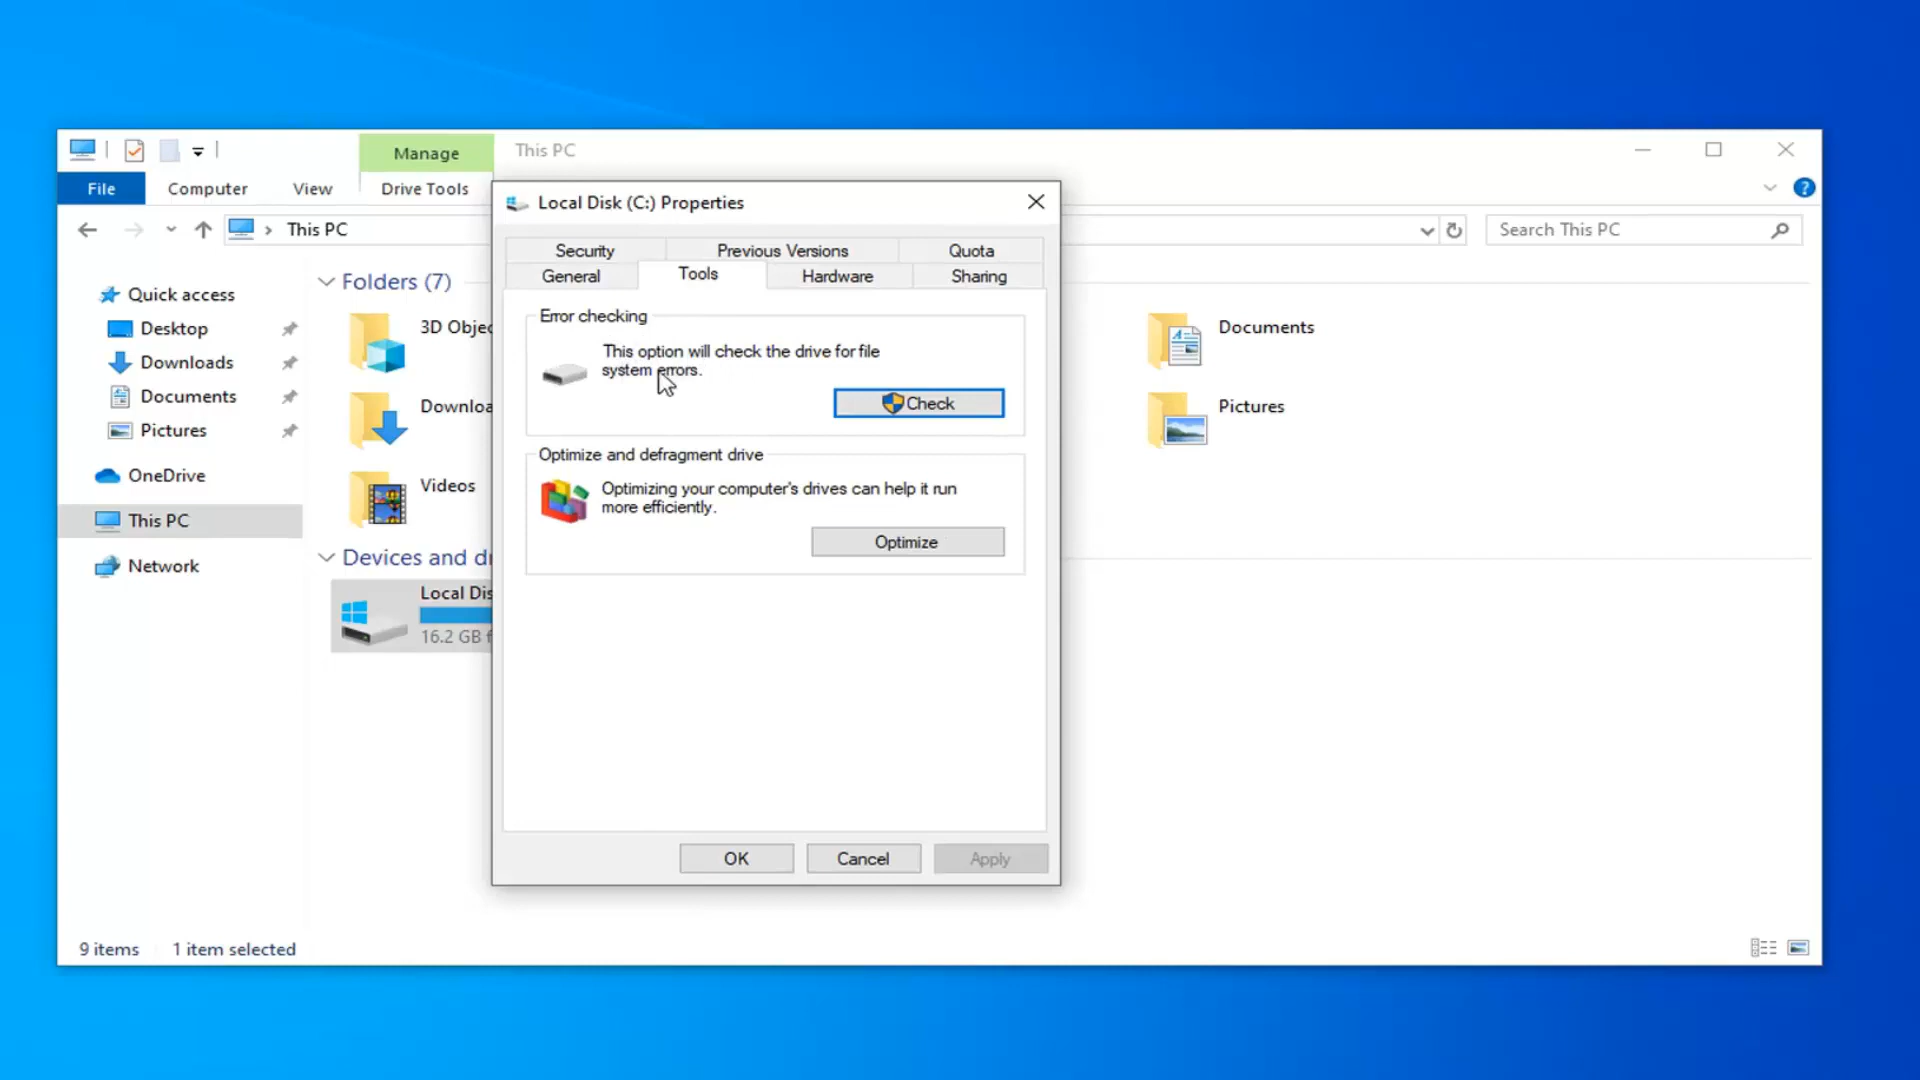 Manage
This PC
File
Computer
View
Drive Tools
This PC
Search This PC
Quick access
Desktop
Downloads
Documents
Pictures
OneDrive
This PC
Network
Folders (7)
3D Objec
Downloa
Videos
Documents
Pictures
Devices and dr
Local Dis
16.2 GB f
Local Disk (C:) Properties
Security
Previous Versions
Quota
General
Tools
Hardware
Sharing
Error checking
This option will check the drive for file
system errors.
Check
Optimize and defragment drive
Optimizing your computer's drives can help it run
more efficiently.
Optimize
OK
Cancel
Apply
9 items
1 item selected